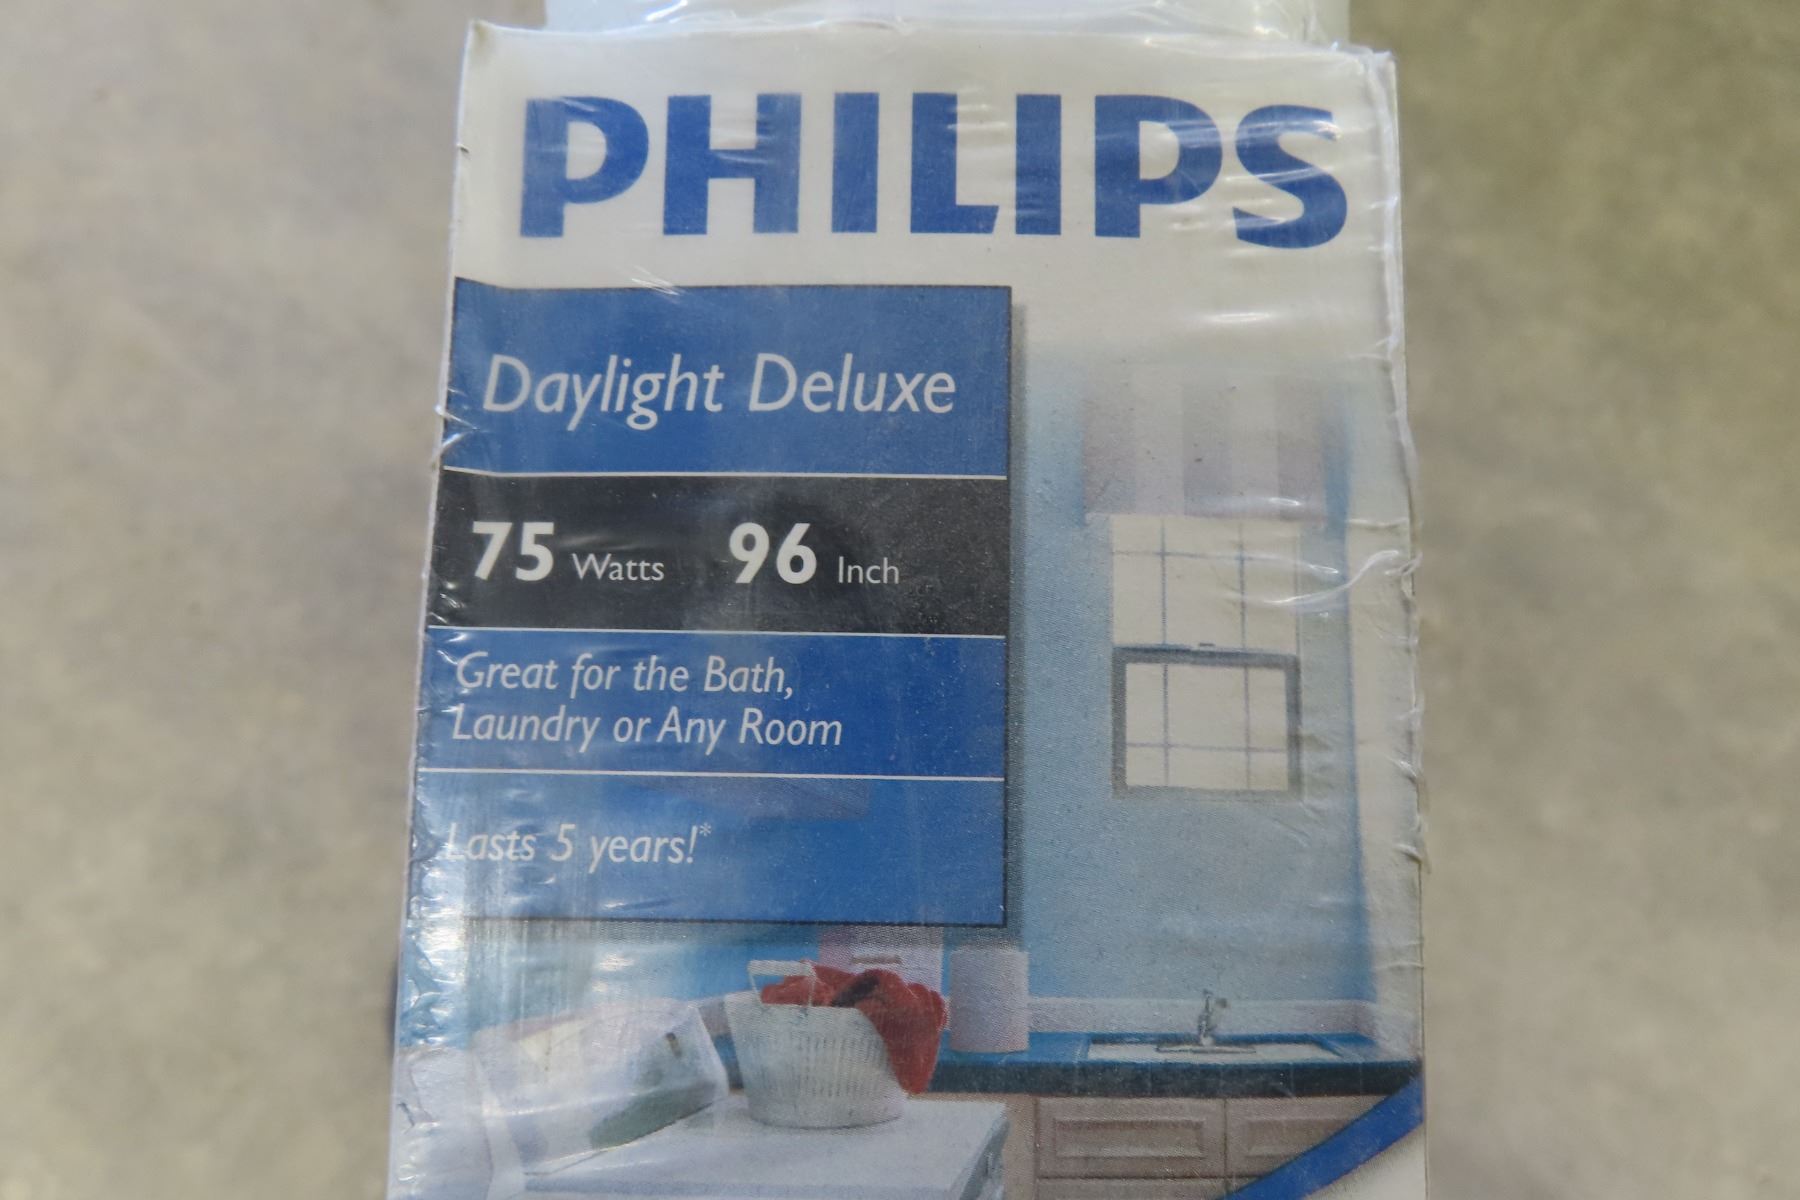 PHILIPS
Daylight Deluxe
75 Watts 96 Inch
Great for the Bath,
Laundry or Any Room
Lasts 5 years!*